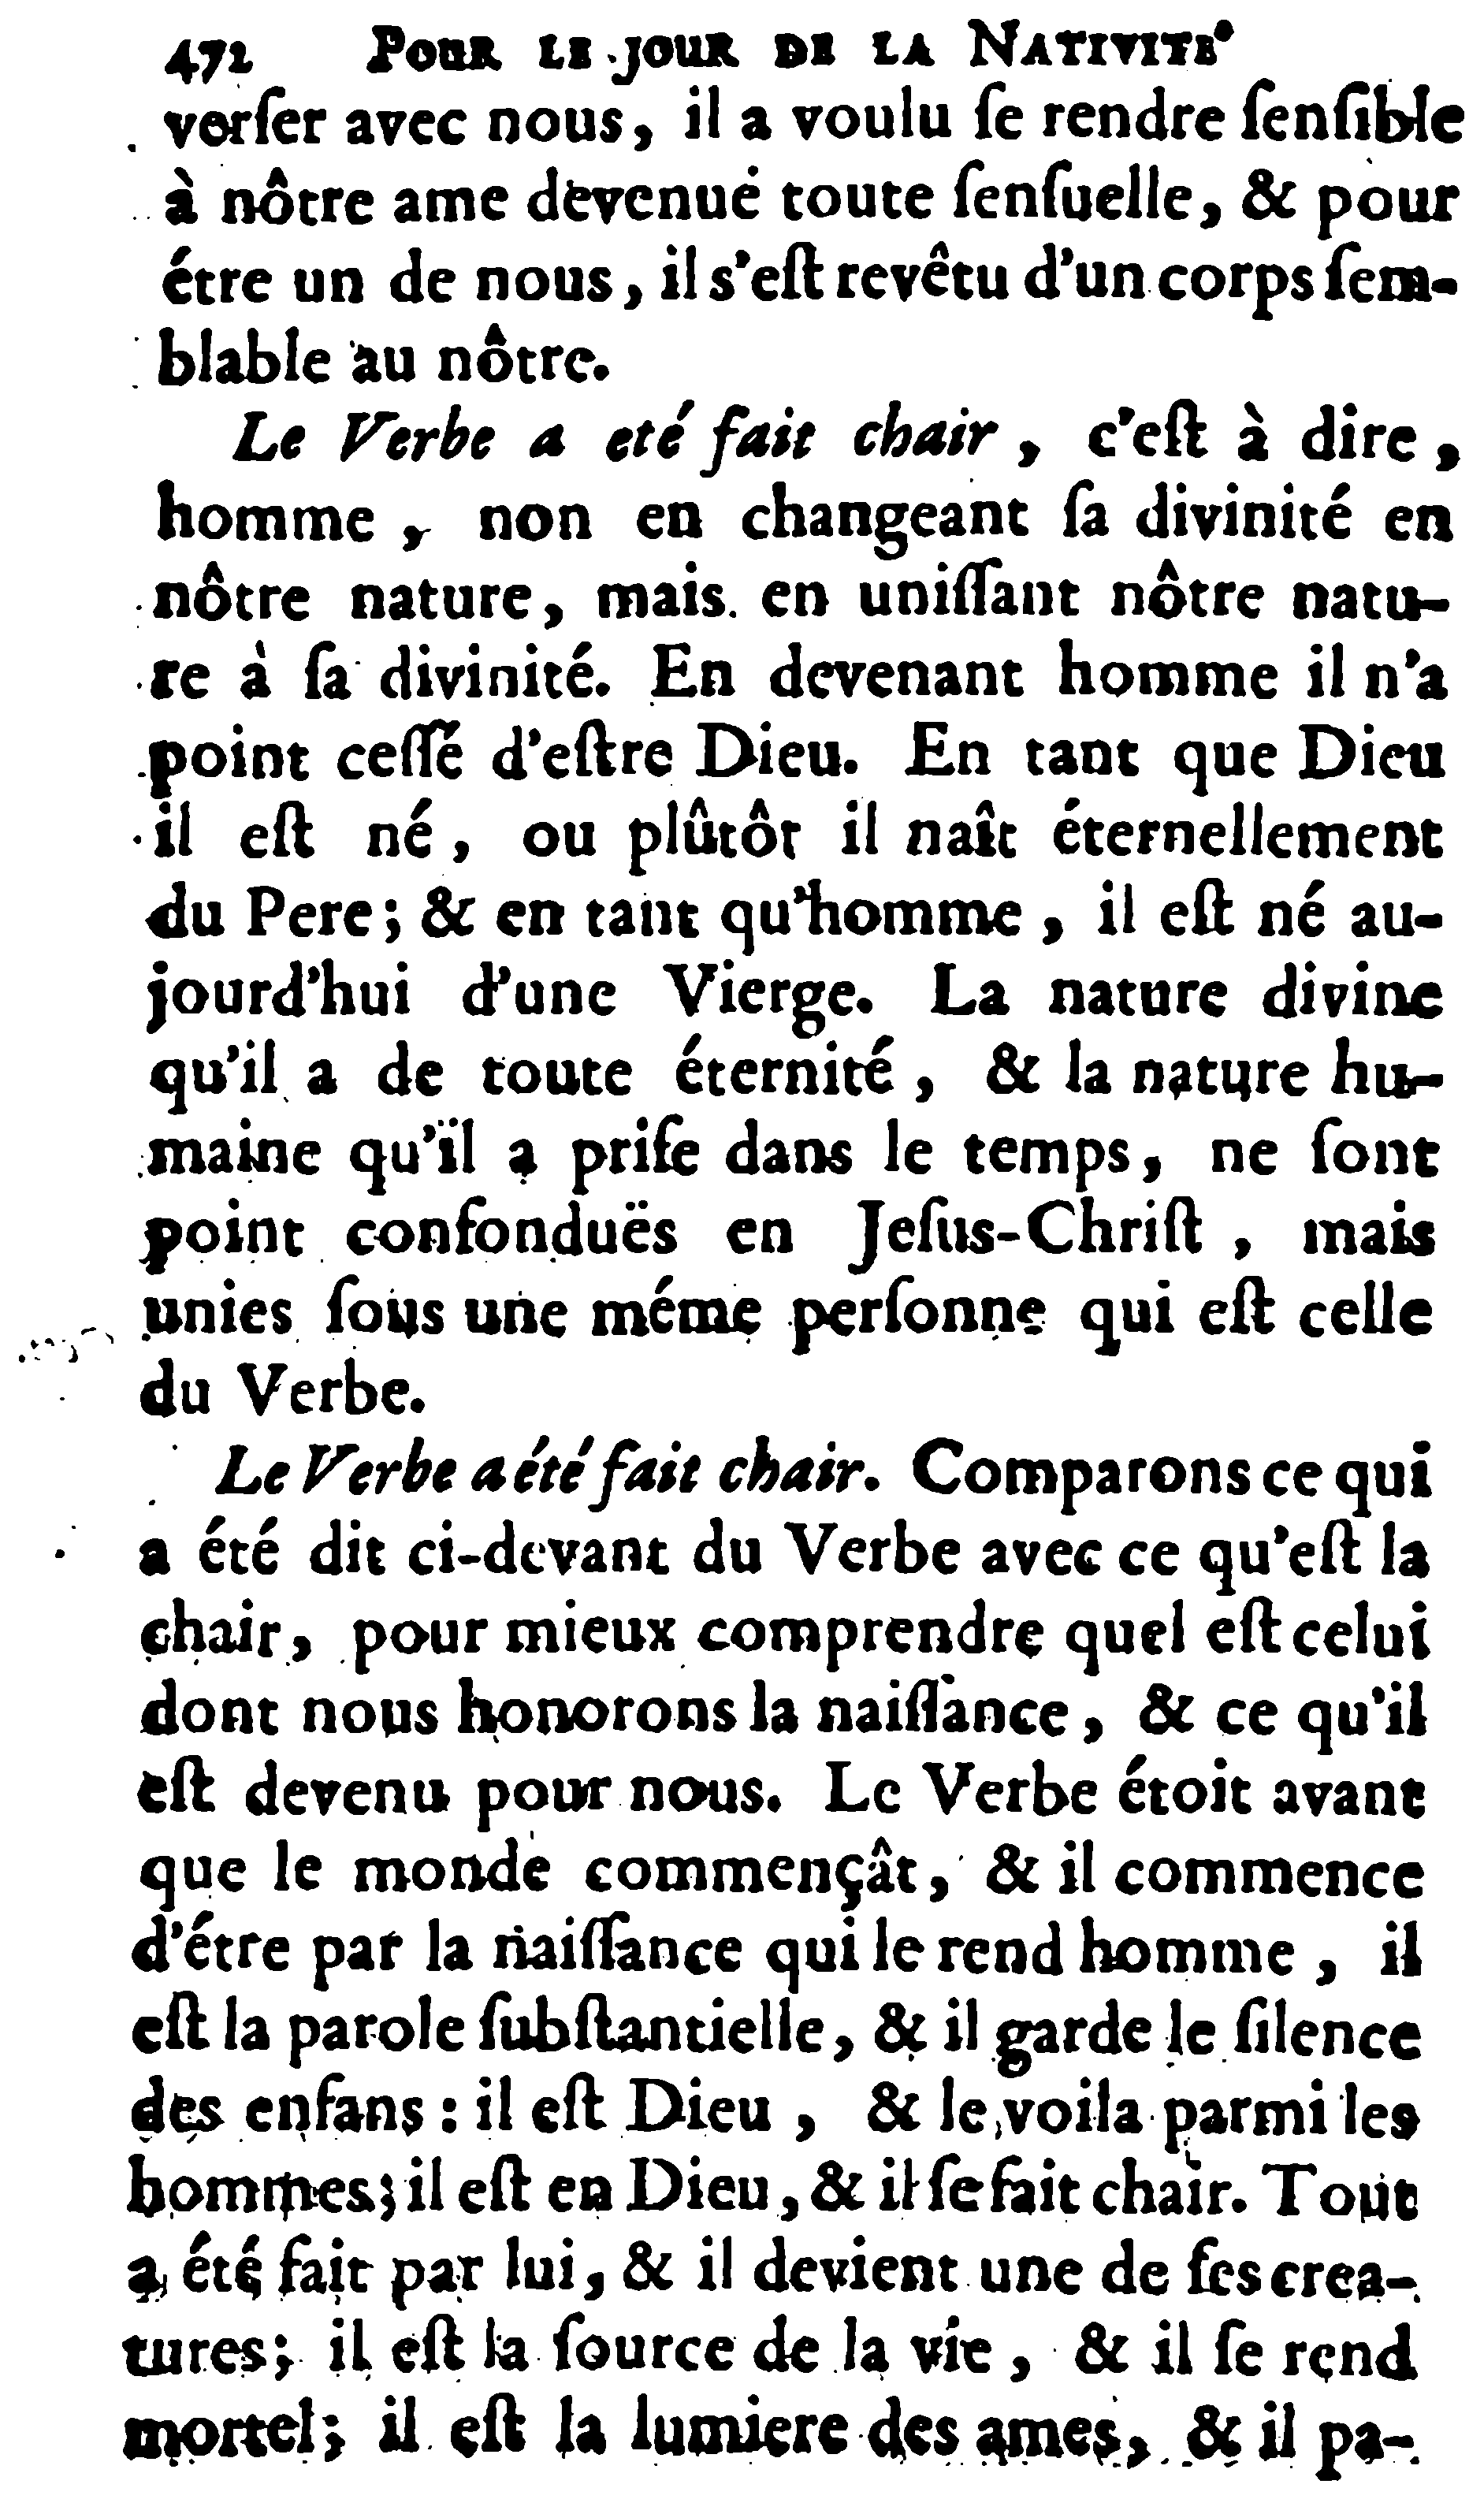 472 POUR LE JOUR DE LA NATIVITE'
verſer avec nous, il a voulu ſe rendre ſenſible
à nôtre ame devenuë toute ſenſuelle, & pour
étre un de nous, il s'eſt revêtu d'un corps ſem-
blable au nôtre.
Le Verbe a eté fait chair, c'eſt à dire,
homme, non en changeant ſa divinité en
nôtre nature, mais en uniſſant nôtre natu-
re à ſa divinité. En devenant homme il n'a
point ceſſé d'eſtre Dieu. En tant que Dieu
il eſt né, ou plûtôt il naît éternellement
du Pere; & en tant qu'homme, il eſt né au-
jourd'hui d'une Vierge. La nature divine
qu'il a de toute éternité, & la nature hu-
maine qu'il a priſe dans le temps, ne ſont
point confonduës en Jeſus-Chriſt, mais
unies ſous une méme perſonne qui eſt celle
du Verbe.
Le Verbe a été fait chair. Comparons ce qui
a été dit ci-devant du Verbe avec ce qu'eſt la
chair, pour mieux comprendre quel eſt celui
dont nous honorons la naiſſance, & ce qu'il
eſt devenu pour nous. Le Verbe étoit avant
que le monde commençât, & il commence
d'étre par la naiſſance qui le rend homme, il
eſt la parole ſubſtantielle, & il garde le ſilence
des enfans : il eſt Dieu, & le voila parmi les
hommes; il eſt en Dieu, & il ſe fait chair. Tout
a été fait par lui, & il devient une de ſes crea-
tures; il eſt la ſource de la vie, & il ſe rend
mortel; il eſt la lumiere des ames, & il pa-